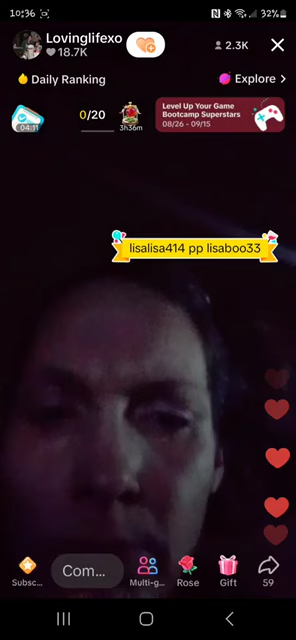 10:36
32%
Lovinglifexo
18.7K
2.3K
Daily Ranking
Explore >
04:11
0/20
3h36m
Level Up Your Game
Bootcamp Superstars
08/26 - 09/15
lisalisa414 pp lisaboo33
Subsc...
Com...
Multi-g...
Rose
Gift
59